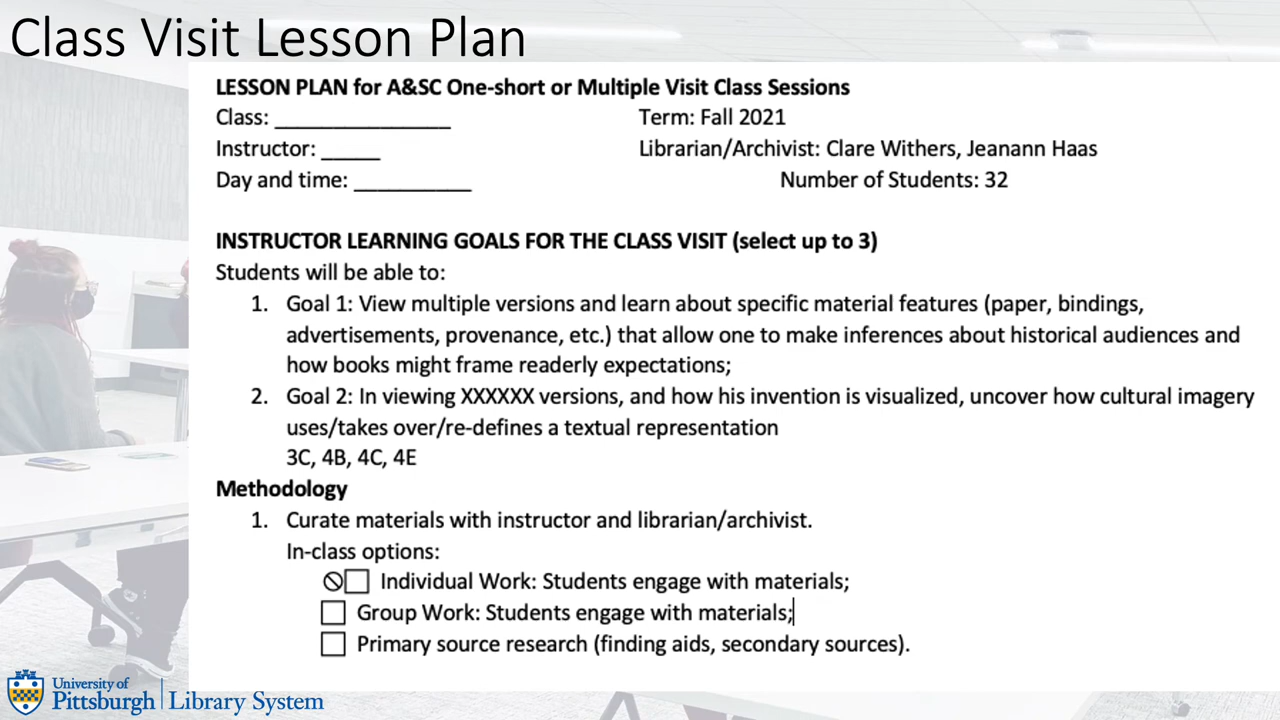 Class Visit Lesson Plan
LESSON PLAN for A&SC One-short or Multiple Visit Class Sessions
Class: _______________ Term: Fall 2021
Instructor: _____ Librarian/Archivist: Clare Withers, Jeanann Haas
Day and time: __________ Number of Students: 32
INSTRUCTOR LEARNING GOALS FOR THE CLASS VISIT (select up to 3)
Students will be able to:
1. Goal 1: View multiple versions and learn about specific material features (paper, bindings,
advertisements, provenance, etc.) that allow one to make inferences about historical audiences and
how books might frame readerly expectations;
2. Goal 2: In viewing XXXXXX versions, and how his invention is visualized, uncover how cultural imagery
uses/takes over/re-defines a textual representation
3C, 4B, 4C, 4E
Methodology
1. Curate materials with instructor and librarian/archivist.
In-class options:
Individual Work: Students engage with materials;
Group Work: Students engage with materials;
Primary source research (finding aids, secondary sources).
University of
Pittsburgh | Library System